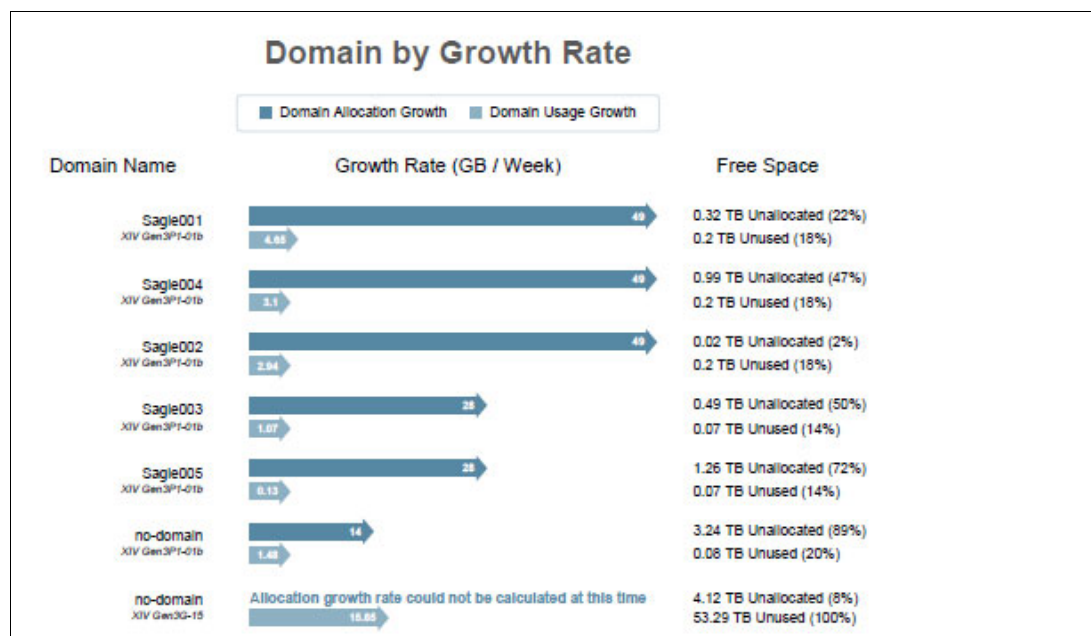 Domain by Growth Rate
Domain Allocation Growth Domain Usage Growth
Domain Name Growth Rate (GB / Week) Free Space
Sagle001 49 0.32 TB Unallocated (22%)
XIV Gen3P1-01b 4.65 0.2 TB Unused (18%)
Sagle004 49 0.99 TB Unallocated (47%)
XIV Gen3P1-01b 3.1 0.2 TB Unused (18%)
Sagle002 49 0.02 TB Unallocated (2%)
XIV Gen3P1-01b 2.94 0.2 TB Unused (18%)
Sagle003 28 0.49 TB Unallocated (50%)
XIV Gen3P1-01b 1.07 0.07 TB Unused (14%)
Sagle005 28 1.26 TB Unallocated (72%)
XIV Gen3P1-01b 0.13 0.07 TB Unused (14%)
no-domain 14 3.24 TB Unallocated (89%)
XIV Gen3P1-01b 1.48 0.08 TB Unused (20%)
no-domain Allocation growth rate could not be calculated at this time 4.12 TB Unallocated (8%)
XIV Gen3G-15 53.29 TB Unused (100%)